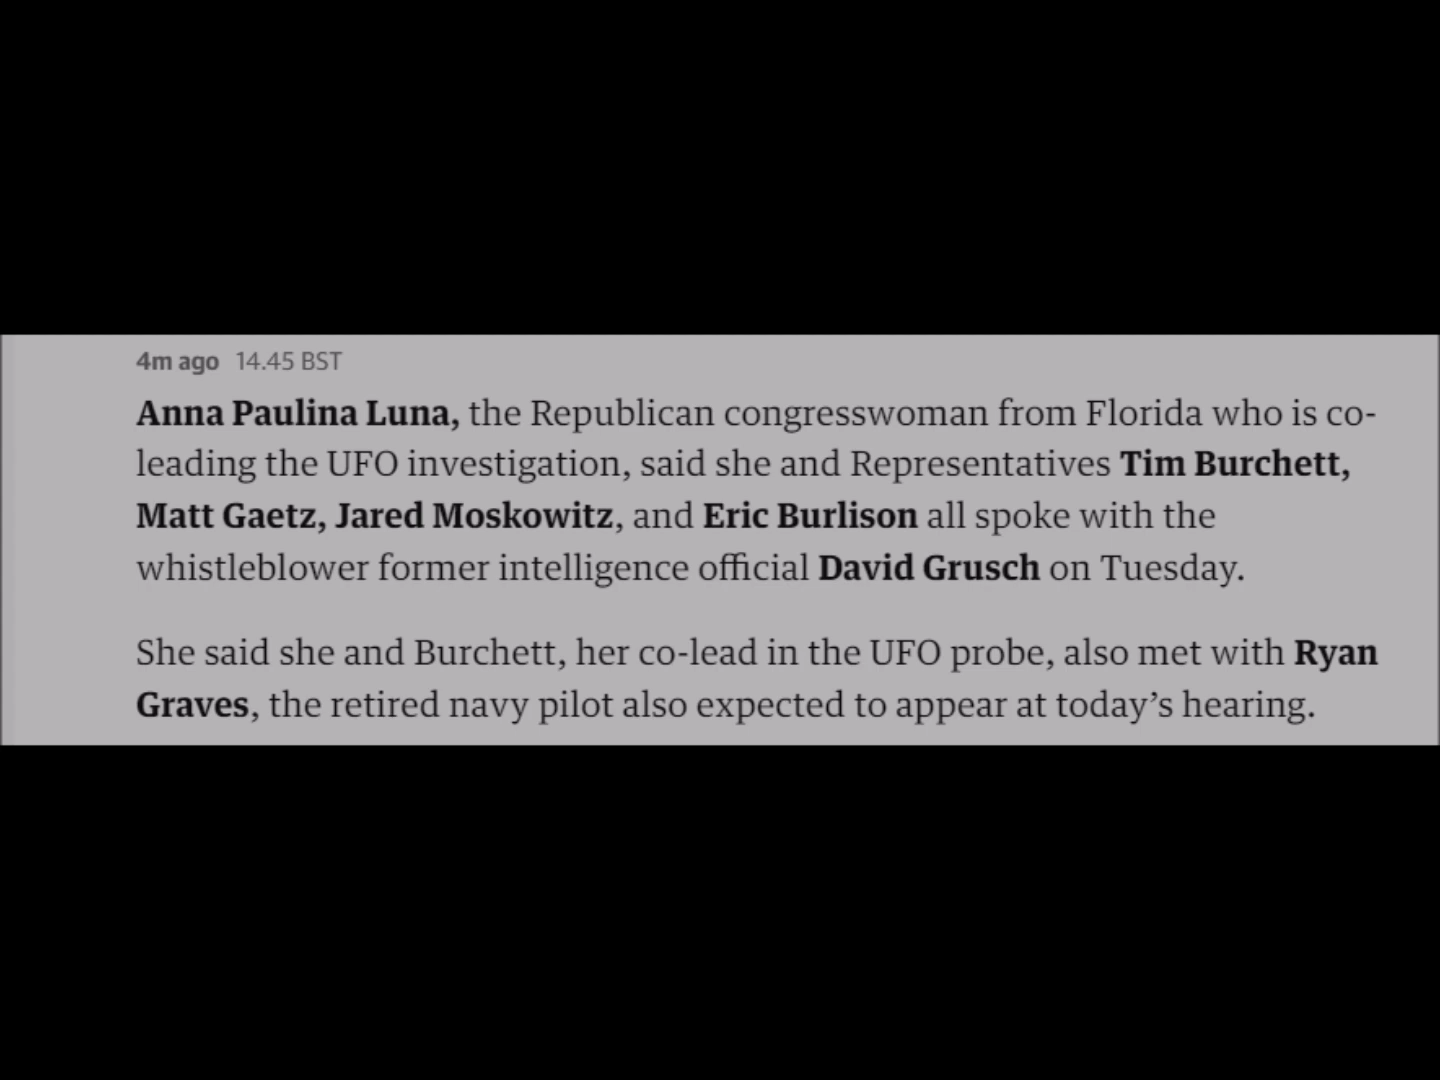 4m ago 14.45 BST
Anna Paulina Luna, the Republican congresswoman from Florida who is co-
leading the UFO investigation, said she and Representatives Tim Burchett,
Matt Gaetz, Jared Moskowitz, and Eric Burlison all spoke with the
whistleblower former intelligence official David Grusch on Tuesday.
She said she and Burchett, her co-lead in the UFO probe, also met with Ryan
Graves, the retired navy pilot also expected to appear at today’s hearing.